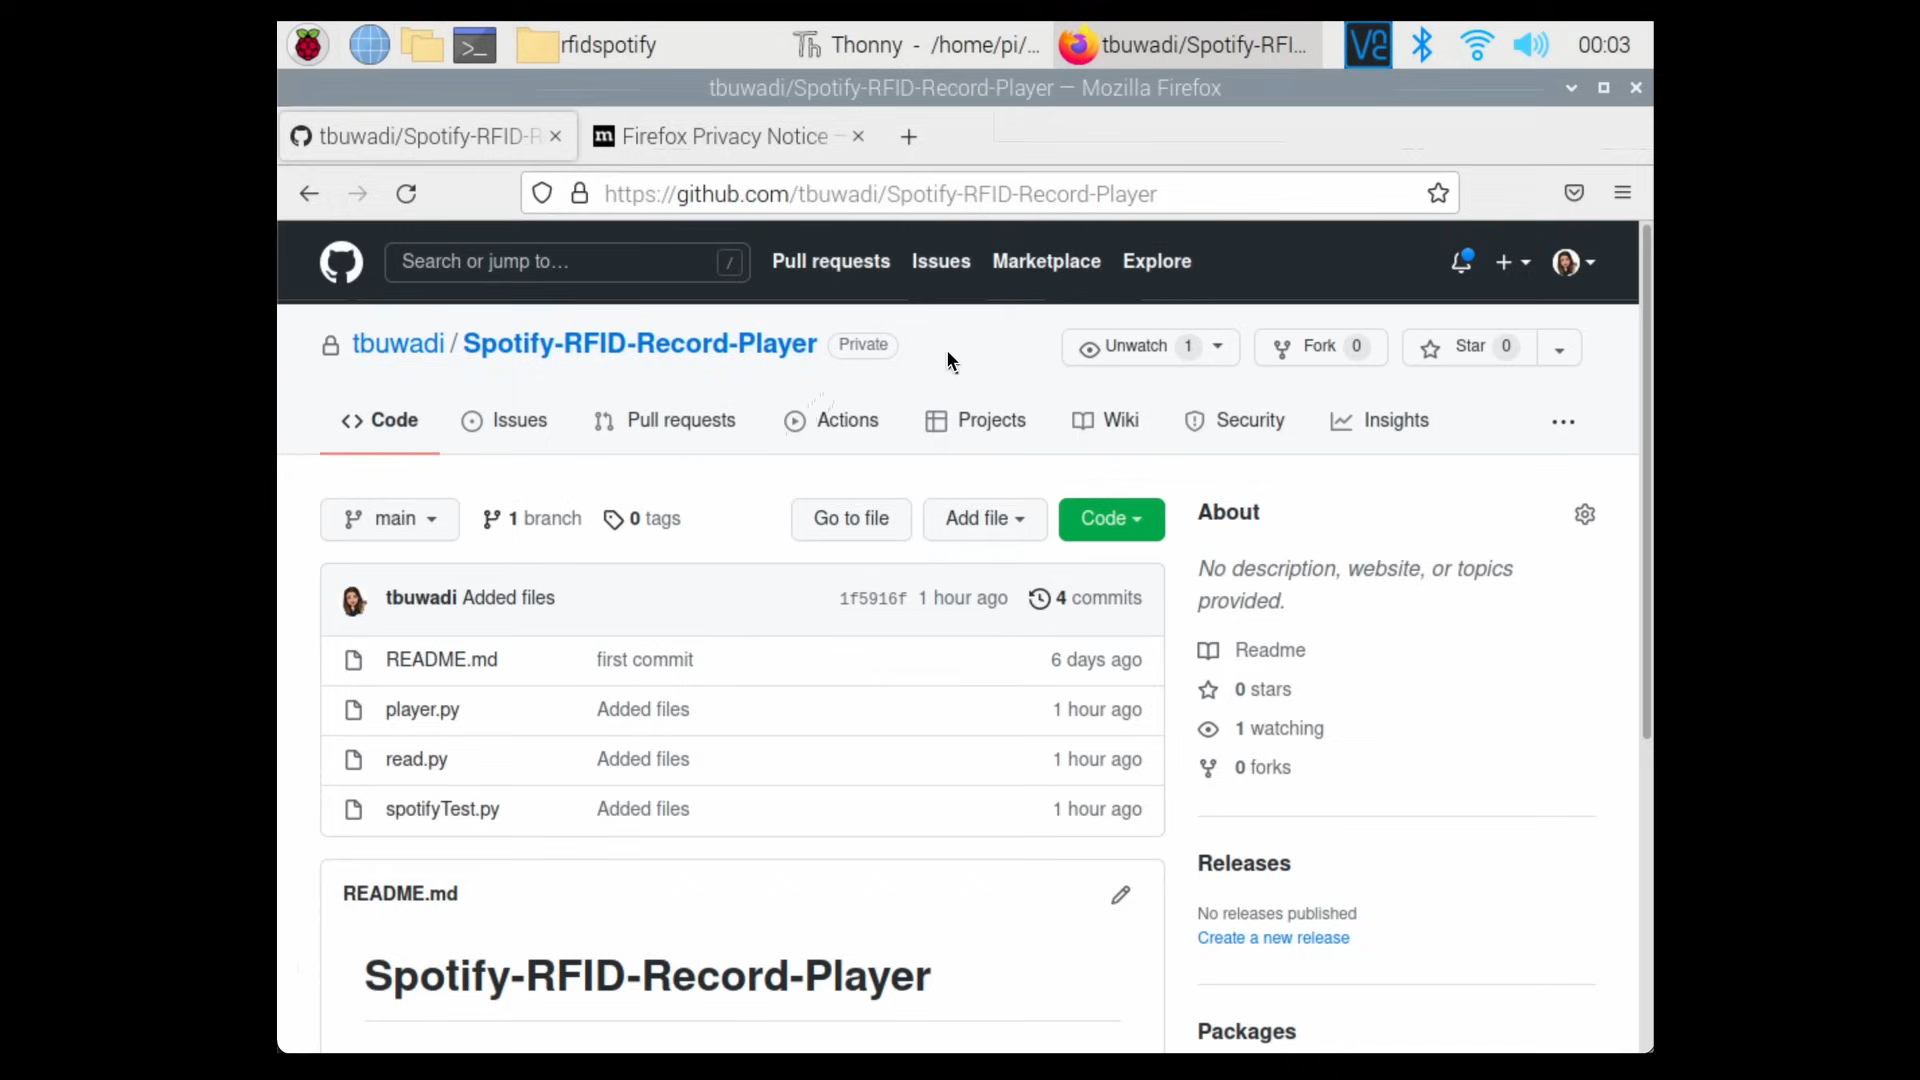 rfidspotify Thonny - /home/pi/... tbuwadi/Spotify-RFI... 00:03
tbuwadi/Spotify-RFID-Record-Player — Mozilla Firefox
tbuwadi/Spotify-RFID-R Firefox Privacy Notice –
https://github.com/tbuwadi/Spotify-RFID-Record-Player
Search or jump to… / Pull requests Issues Marketplace Explore
tbuwadi / Spotify-RFID-Record-Player Private Unwatch 1 Fork 0 Star 0
Code Issues Pull requests Actions Projects Wiki Security Insights
main 1 branch 0 tags Go to file Add file Code
About
No description, website, or topics
provided.
tbuwadi Added files 1f5916f 1 hour ago 4 commits
README.md first commit 6 days ago
player.py Added files 1 hour ago
read.py Added files 1 hour ago
spotifyTest.py Added files 1 hour ago
Readme
0 stars
1 watching
0 forks
Releases
No releases published
Create a new release
README.md
Spotify-RFID-Record-Player
Packages